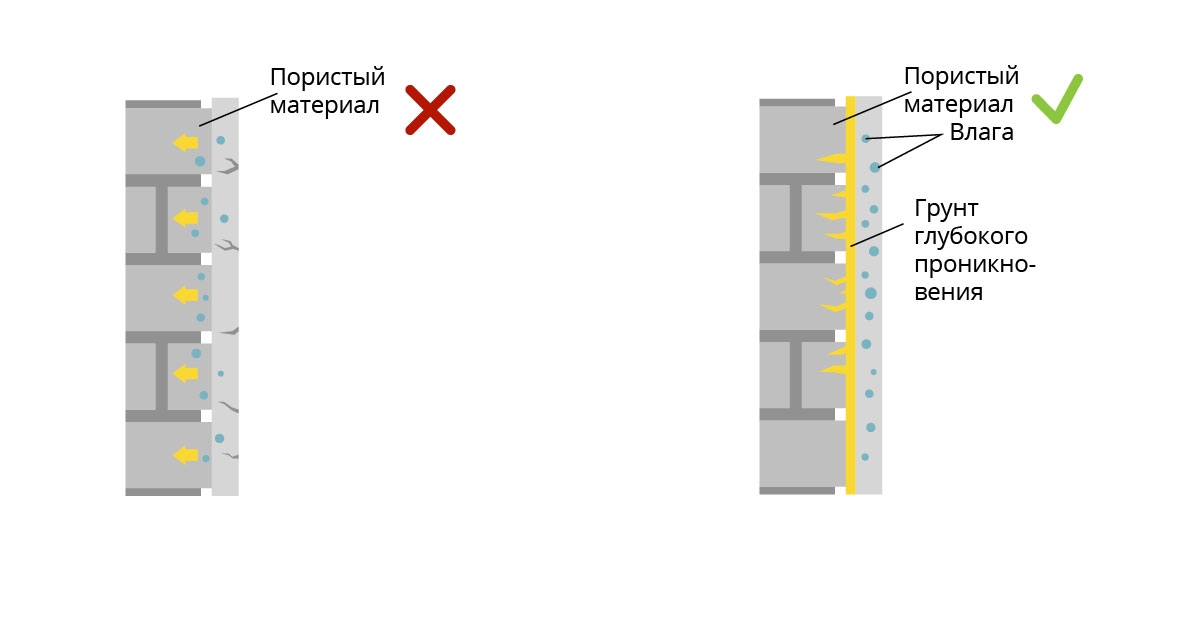 Пористый
материал
Пористый
материал
Влага
Грунт
глубокого
проникно-
вения